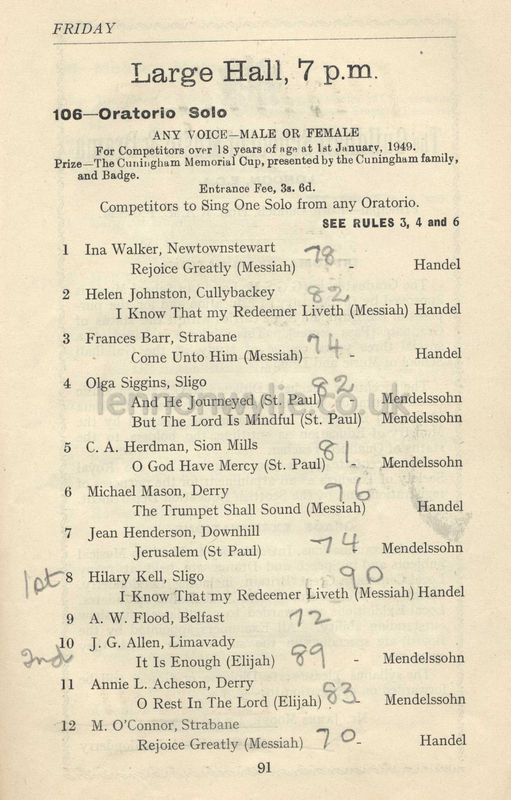 FRIDAY
Large Hall, 7 p.m.
106—Oratorio Solo
ANY VOICE—MALE OR FEMALE
For Competitors over 18 years of age at 1st January, 1949.
Prize—The Cuningham Memorial Cup, presented by the Cuningham family,
and Badge.
Entrance Fee, 3s. 6d.
Competitors to Sing One Solo from any Oratorio.
SEE RULES 3, 4 and 6
1 Ina Walker, Newtownstewart 78
Rejoice Greatly (Messiah) - Handel
2 Helen Johnston, Cullybackey 82
I Know That my Redeemer Liveth (Messiah) Handel
3 Frances Barr, Strabane 74
Come Unto Him (Messiah) - Handel
4 Olga Siggins, Sligo 82
And He Journeyed (St. Paul) - Mendelssohn
But The Lord Is Mindful (St. Paul) Mendelssohn
lennonwylie.co.uk
5 C. A. Herdman, Sion Mills 81
O God Have Mercy (St. Paul) - Mendelssohn
6 Michael Mason, Derry 76
The Trumpet Shall Sound (Messiah) Handel
7 Jean Henderson, Downhill 74
Jerusalem (St Paul) Mendelssohn
1st 8 Hilary Kell, Sligo 90
I Know That my Redeemer Liveth (Messiah) Handel
9 A. W. Flood, Belfast 72
2nd 10 J. G. Allen, Limavady 89
It Is Enough (Elijah) - Mendelssohn
11 Annie L. Acheson, Derry 83
O Rest In The Lord (Elijah) - Mendelssohn
12 M. O'Connor, Strabane 70
Rejoice Greatly (Messiah) - Handel
91